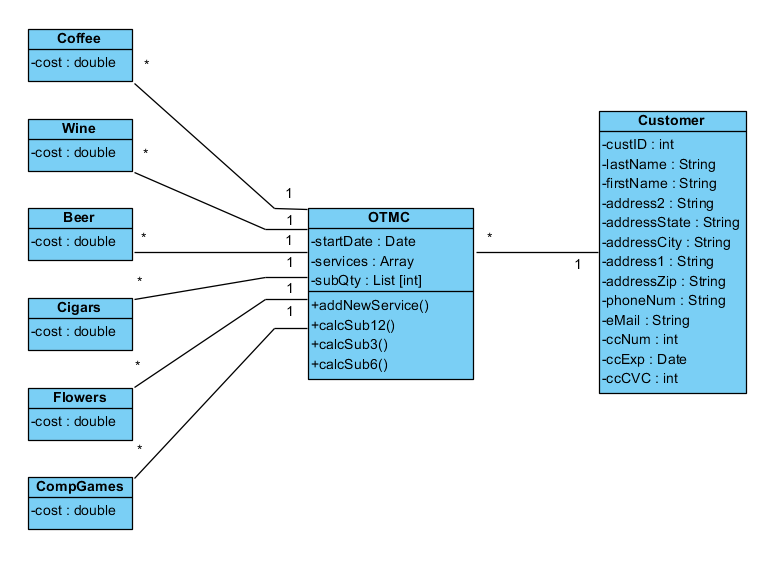 Coffee
-cost : double
*
Wine
-cost : double
*
Beer
-cost : double
*
Cigars
-cost : double
*
Flowers
-cost : double
*
CompGames
-cost : double
*
1
1
1
1
1
1
OTMC
-startDate : Date
-services : Array
-subQty : List [int]
+addNewService()
+calcSub12()
+calcSub3()
+calcSub6()
*
1
Customer
-custID : int
-lastName : String
-firstName : String
-address2 : String
-addressState : String
-addressCity : String
-address1 : String
-addressZip : String
-phoneNum : String
-eMail : String
-ccNum : int
-ccExp : Date
-ccCVC : int